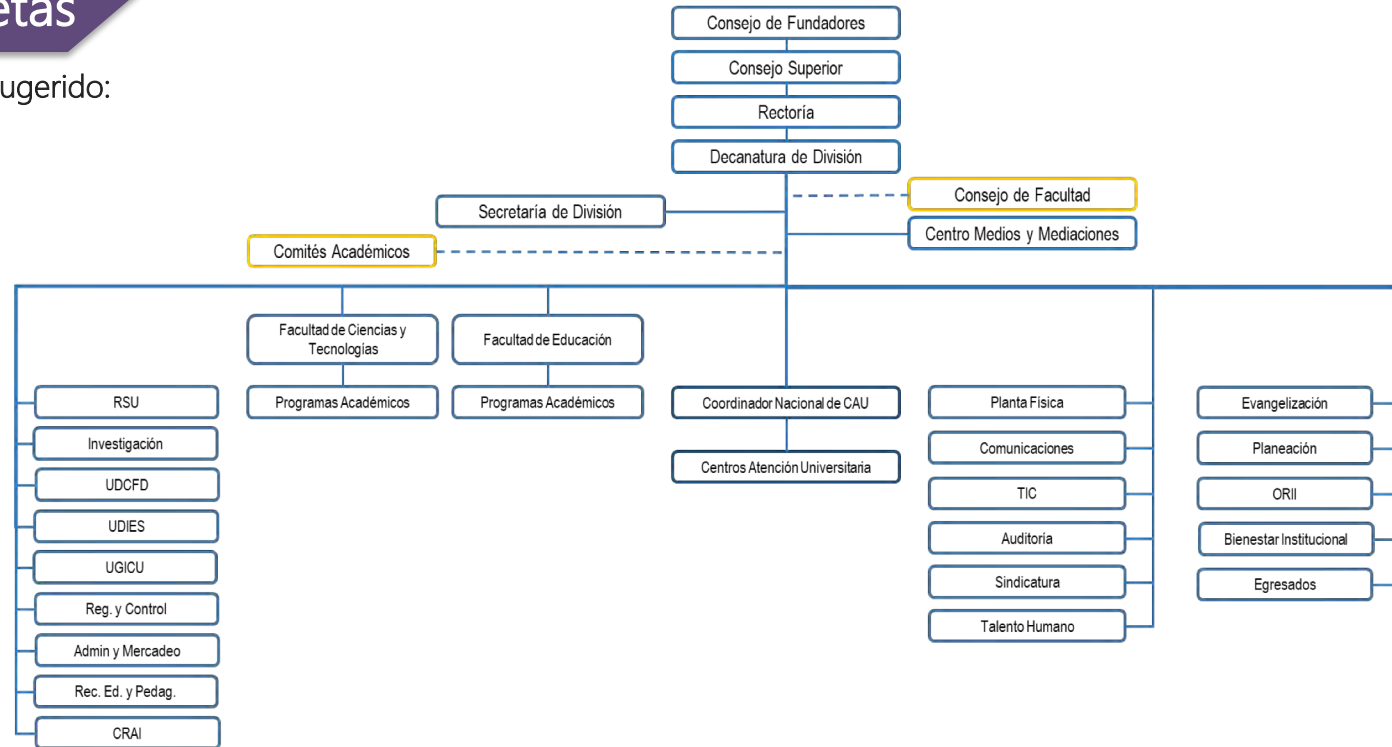 etas
ugerido:
Consejo de Fundadores
Consejo Superior
Rectoría
Decanatura de División
Consejo de Facultad
Secretaría de División
Centro Medios y Mediaciones
Comités Académicos
Facultad de Ciencias y
Tecnologías
Facultad de Educación
Programas Académicos
Programas Académicos
Coordinador Nacional de CAU
Centros Atención Universitaria
RSU
Investigación
UDCFD
UDIES
UGICU
Reg. y Control
Admin y Mercadeo
Rec. Ed. y Pedag.
CRAI
Planta Física
Comunicaciones
TIC
Auditoria
Sindicatura
Talento Humano
Evangelización
Planeación
ORII
Bienestar Institucional
Egresados